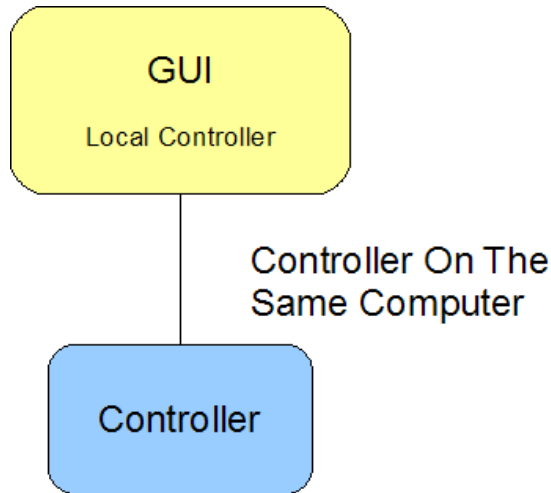 GUI
Local Controller
Controller On The
Same Computer
Controller